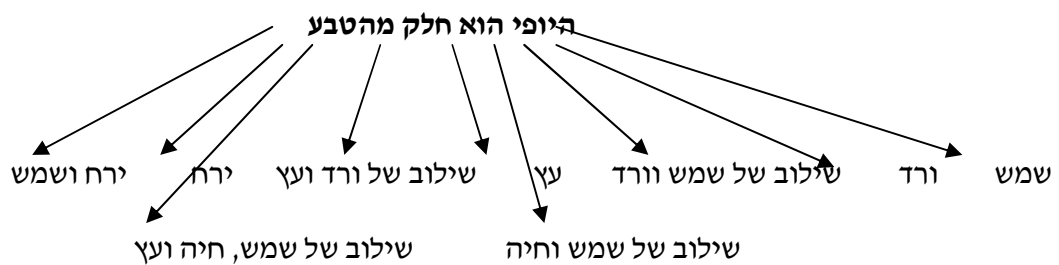 היופי הוא חלק מהטבע
שמש ורד שילוב של שמש וורד עץ שילוב של ורד ועץ ירח ירח ושמש
שילוב של שמש וחיה שילוב של שמש, חיה ועץ